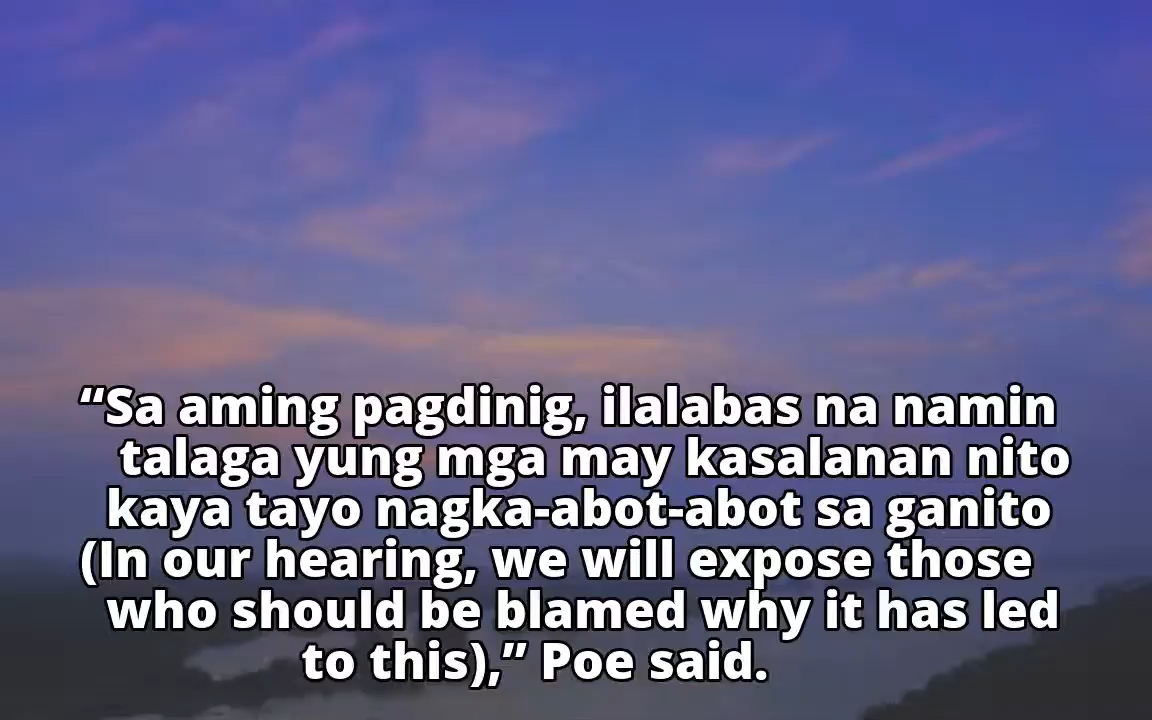 “Sa aming pagdinig, ilalabas na namin
talaga yung mga may kasalanan nito
kaya tayo nagka-abot-abot sa ganito
(In our hearing, we will expose those
who should be blamed why it has led
to this),” Poe said.